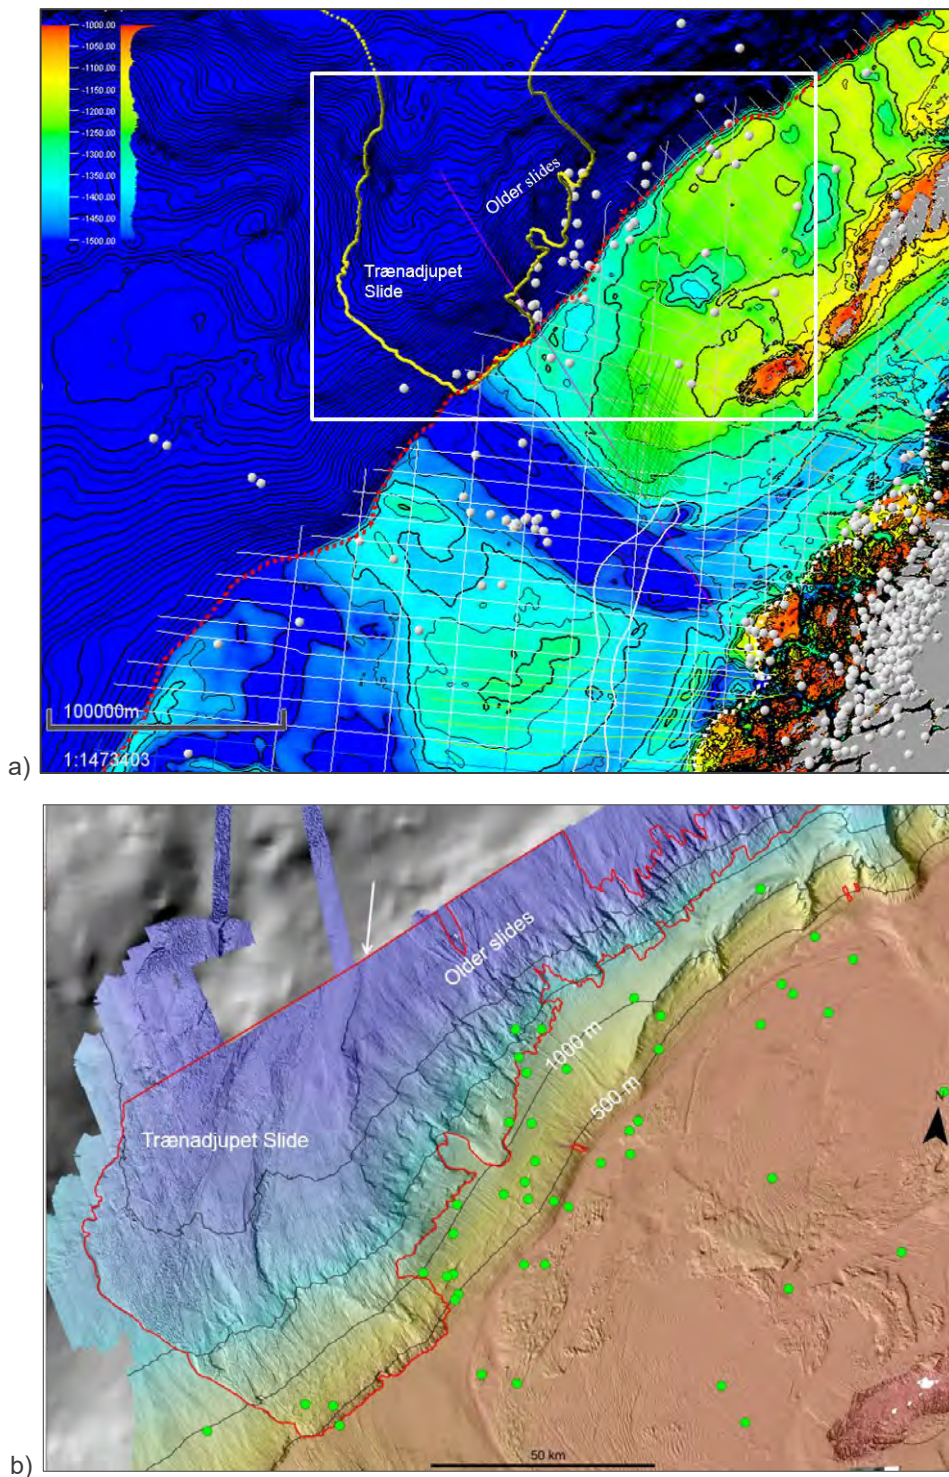 -1000.00
-1050.00
-1100.00
-1150.00
-1200.00
-1250.00
-1300.00
-1350.00
-1400.00
-1450.00
-1500.00
Older slides
Trænadjupet
Slide
100000m
1:1473403
a)
Older slides
1000 m
500 m
Trænadjupet Slide
N
50 km
b)